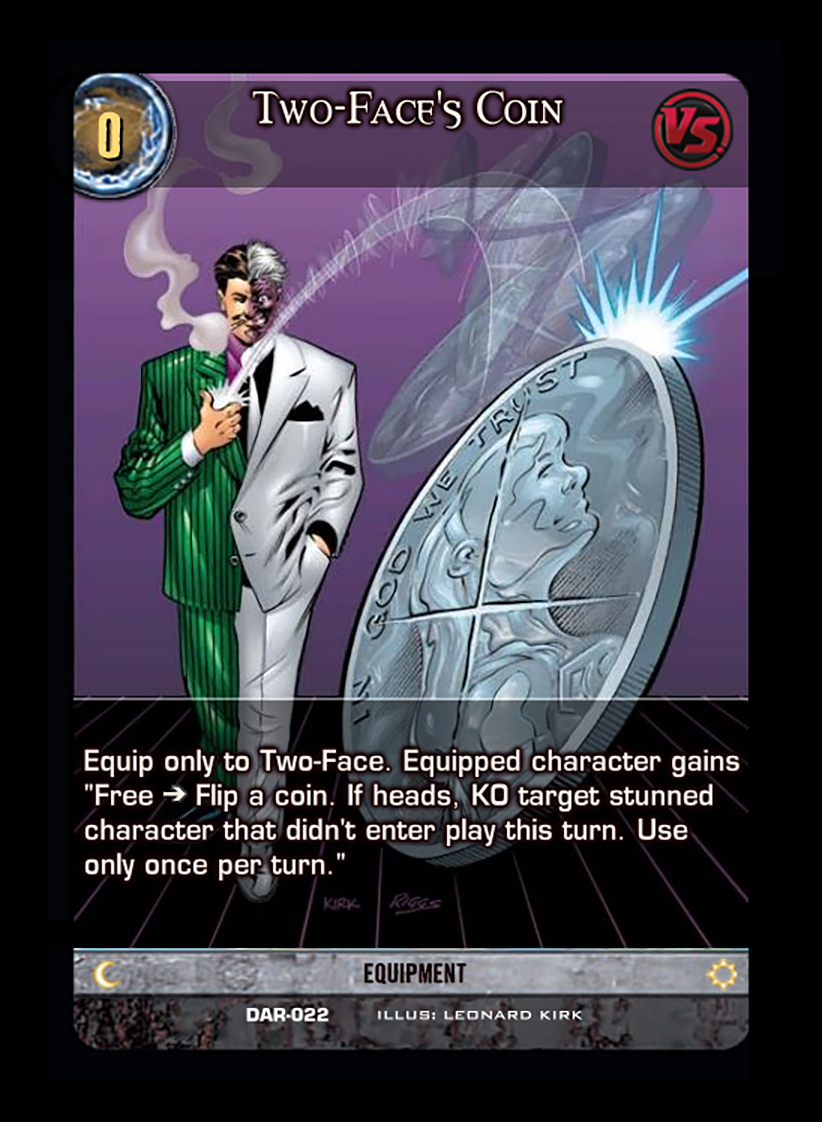 0
Two-Face's Coin
VS.
IN GOD WE TRUST
Equip only to Two-Face. Equipped character gains
"Free ➔ Flip a coin. If heads, KO target stunned
character that didn't enter play this turn. Use
only once per turn."
KIRK RIGGS
EQUIPMENT
DAR-022 ILLUS: LEONARD KIRK